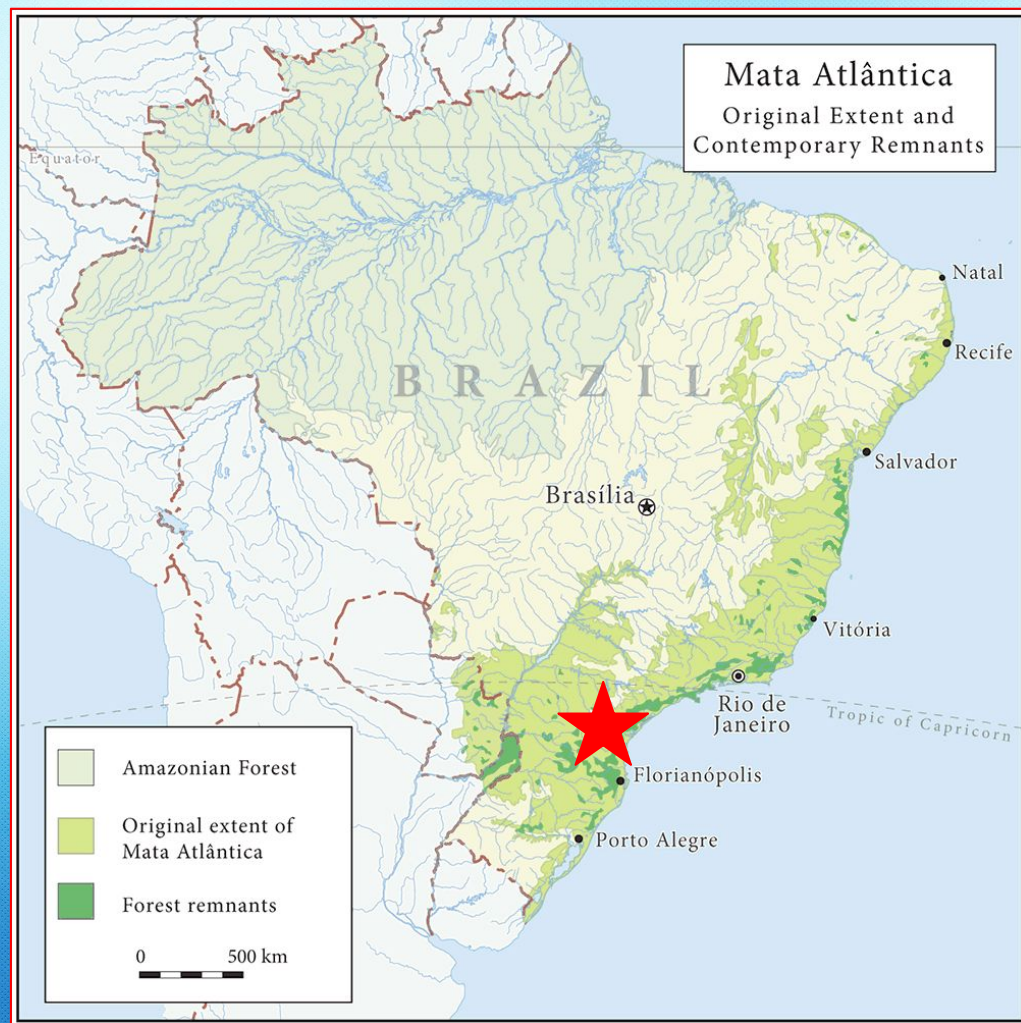 Mata Atlântica
Original Extent and
Contemporary Remnants
Equator
Natal
Recife
BRAZIL
Salvador
Brasília
Vitória
Rio de
Janeiro
Tropic of Capricorn
Florianópolis
Porto Alegre
Amazonian Forest
Original extent of
Mata Atlântica
Forest remnants
0 500 km